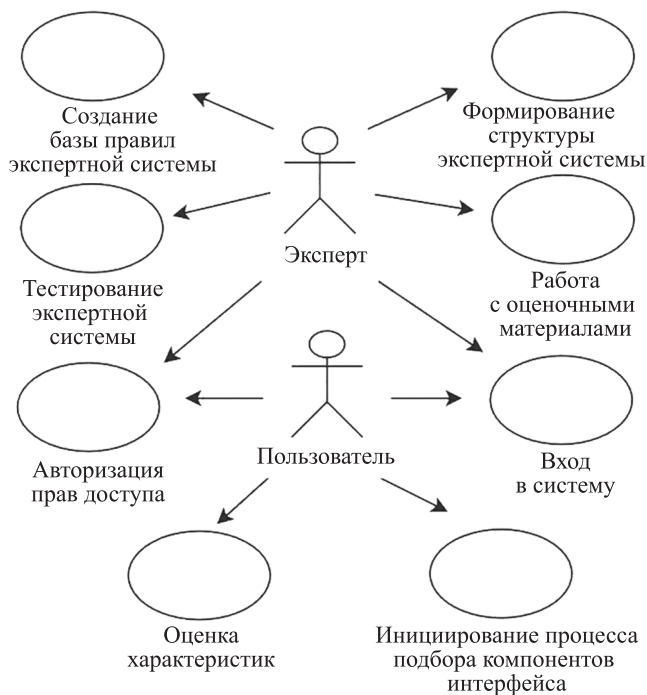 Создание
базы правил
экспертной системы
Формирование
структуры
экспертной системы
Эксперт
Тестирование
экспертной
системы
Работа
с оценочными
материалами
Пользователь
Авторизация
прав доступа
Вход
в систему
Оценка
характеристик
Инициирование процесса
подбора компонентов
интерфейса